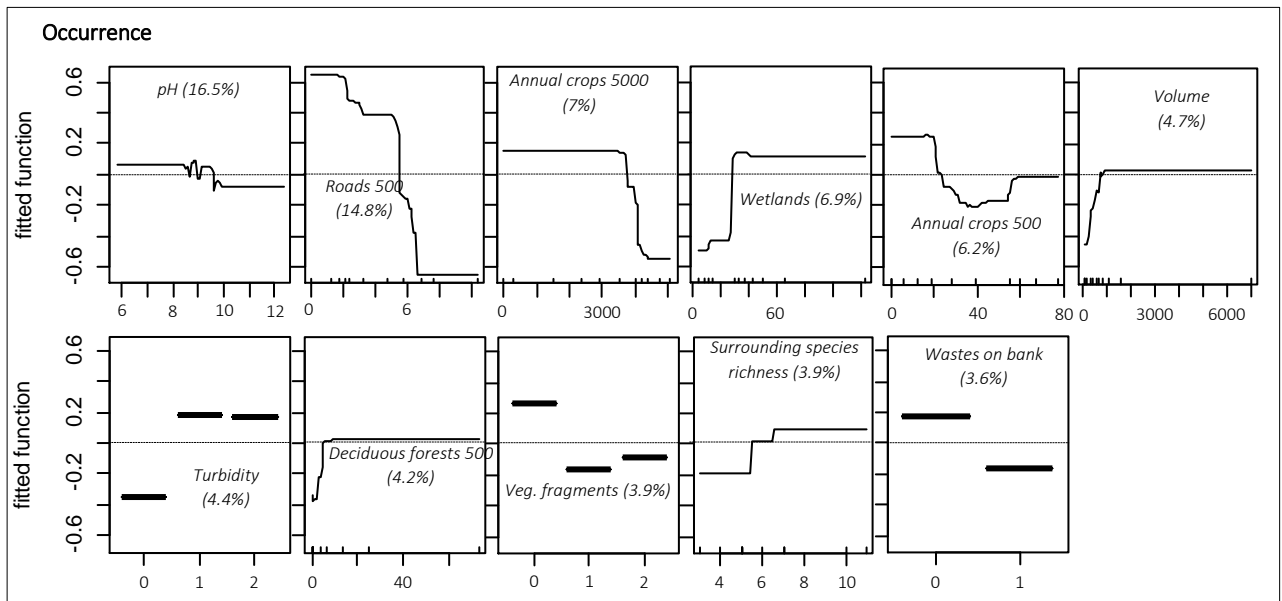 Occurrence
fitted function
0.6
0.2
-0.2
-0.6
pH (16.5%)
6 8 10 12
Roads 500
(14.8%)
0 2 4 6
Annual crops 5000
(7%)
0 3000
Wetlands (6.9%)
0 60
Annual crops 500
(6.2%)
0 40 80
Volume
(4.7%)
0 3000 6000
fitted function
0.6
0.2
-0.2
-0.6
Turbidity
(4.4%)
0 1 2
Deciduous forests 500
(4.2%)
0 40
Veg. fragments (3.9%)
0 1 2
Surrounding species
richness (3.9%)
4 6 8 10
Wastes on bank
(3.6%)
0 1